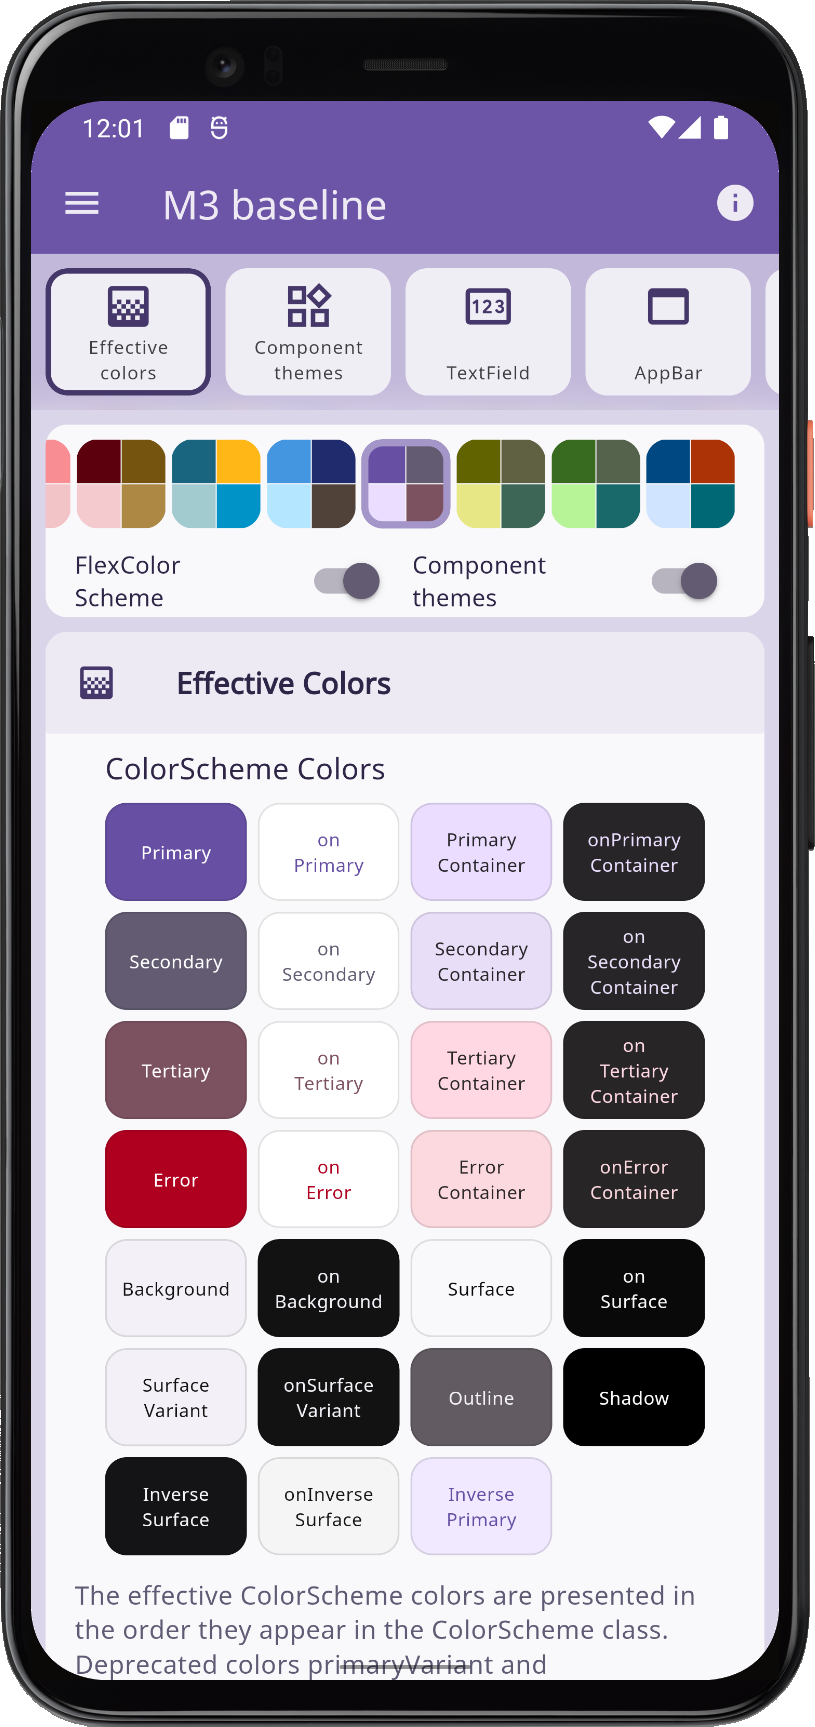 12:01
M3 baseline
Effective
colors
Component
themes
123
TextField
AppBar
FlexColor
Scheme
Component
themes
Effective Colors
ColorScheme Colors
Primary
on
Primary
Primary
Container
onPrimary
Container
Secondary
on
Secondary
Secondary
Container
on
Secondary
Container
Tertiary
on
Tertiary
Tertiary
Container
on
Tertiary
Container
Error
on
Error
Error
Container
onError
Container
Background
on
Background
Surface
on
Surface
Surface
Variant
onSurface
Variant
Outline
Shadow
Inverse
Surface
onInverse
Surface
Inverse
Primary
The effective ColorScheme colors are presented in
the order they appear in the ColorScheme class.
Deprecated colors primaryVariant and